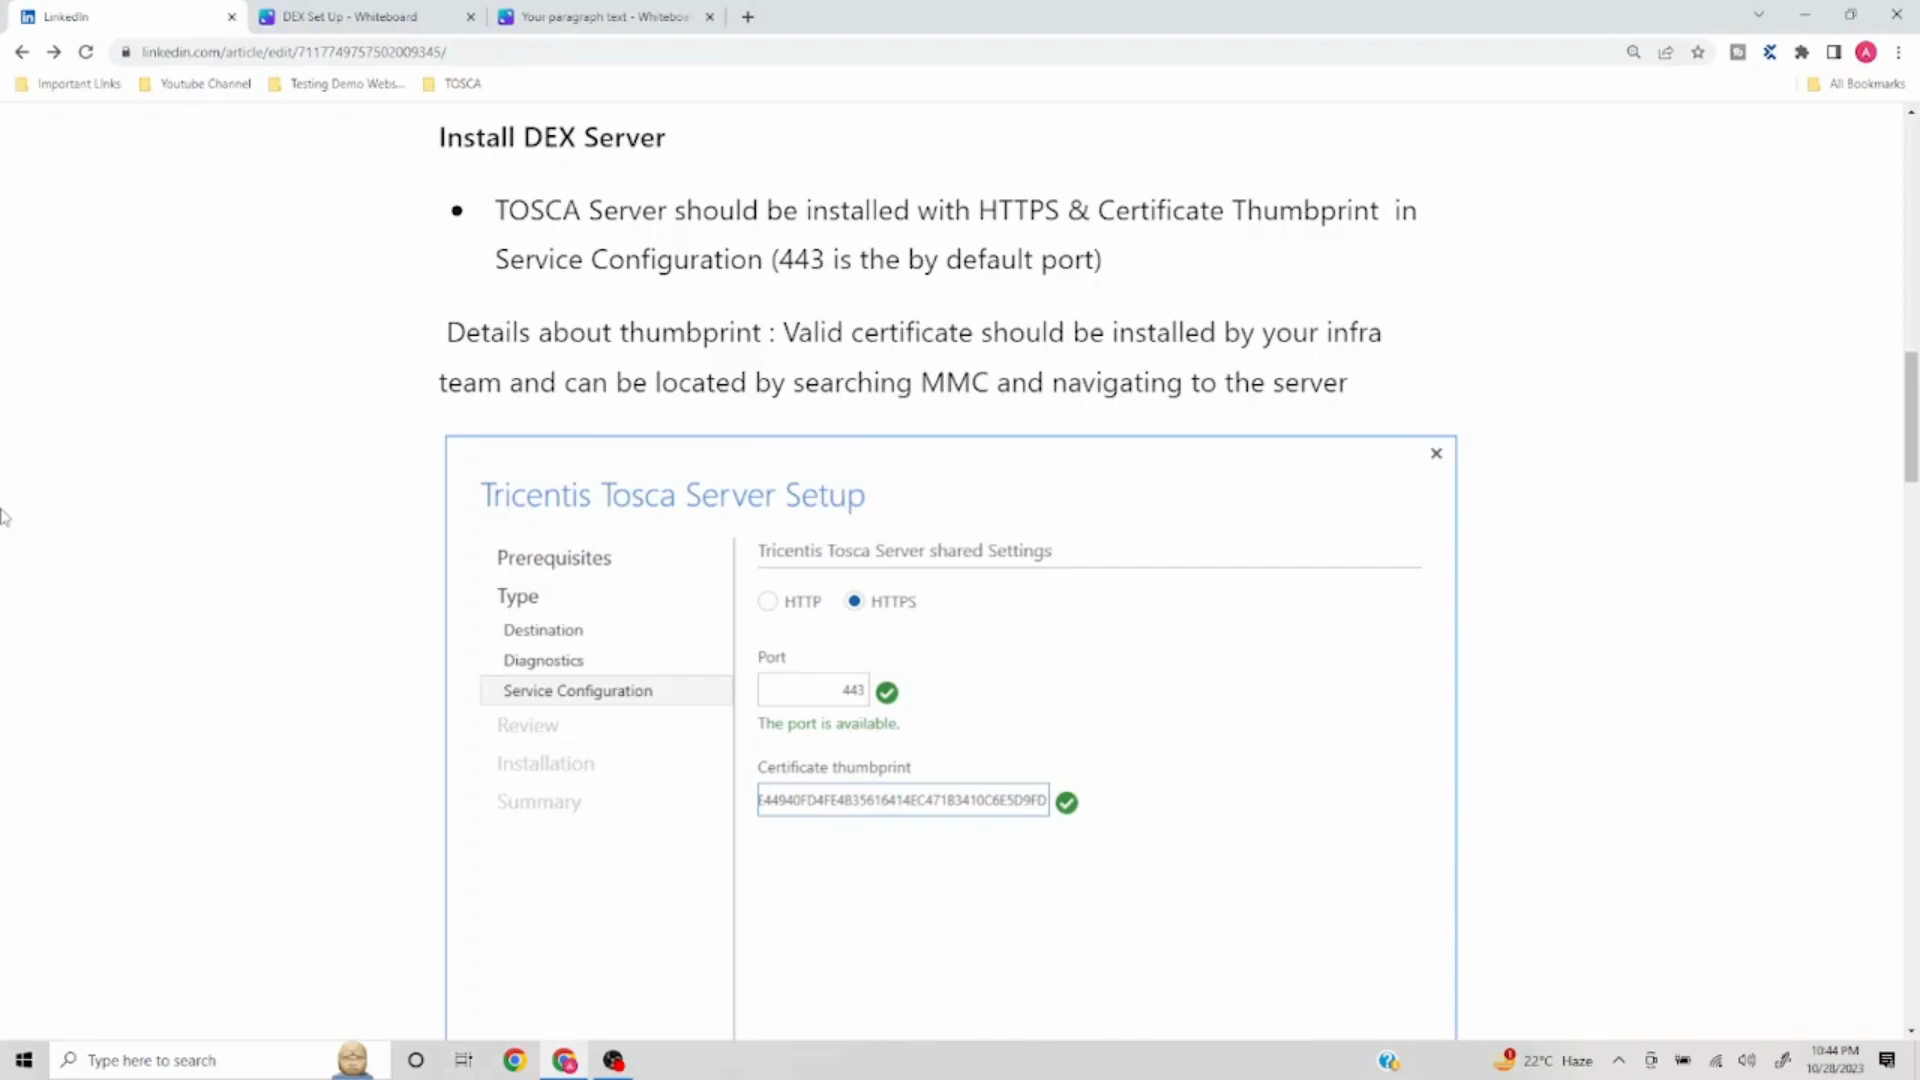 LinkedIn
DEX Set Up - Whiteboard
Your paragraph text - Whiteboa
linkedin.com/article/edit/7117749757502009345/
Important LInks
Youtube Channel
Testing Demo Webs...
TOSCA
All Bookmarks
Install DEX Server
• TOSCA Server should be installed with HTTPS & Certificate Thumbprint in
Service Configuration (443 is the by default port)
Details about thumbprint : Valid certificate should be installed by your infra
team and can be located by searching MMC and navigating to the server
Tricentis Tosca Server Setup
Prerequisites
Type
Destination
Diagnostics
Service Configuration
Review
Installation
Summary
Tricentis Tosca Server shared Settings
HTTP
HTTPS
Port
443
The port is available.
Certificate thumbprint
E44940FD4FE4B35616414EC471B3410C6E5D9FD
Type here to search
22°C Haze
10:44 PM
10/28/2023